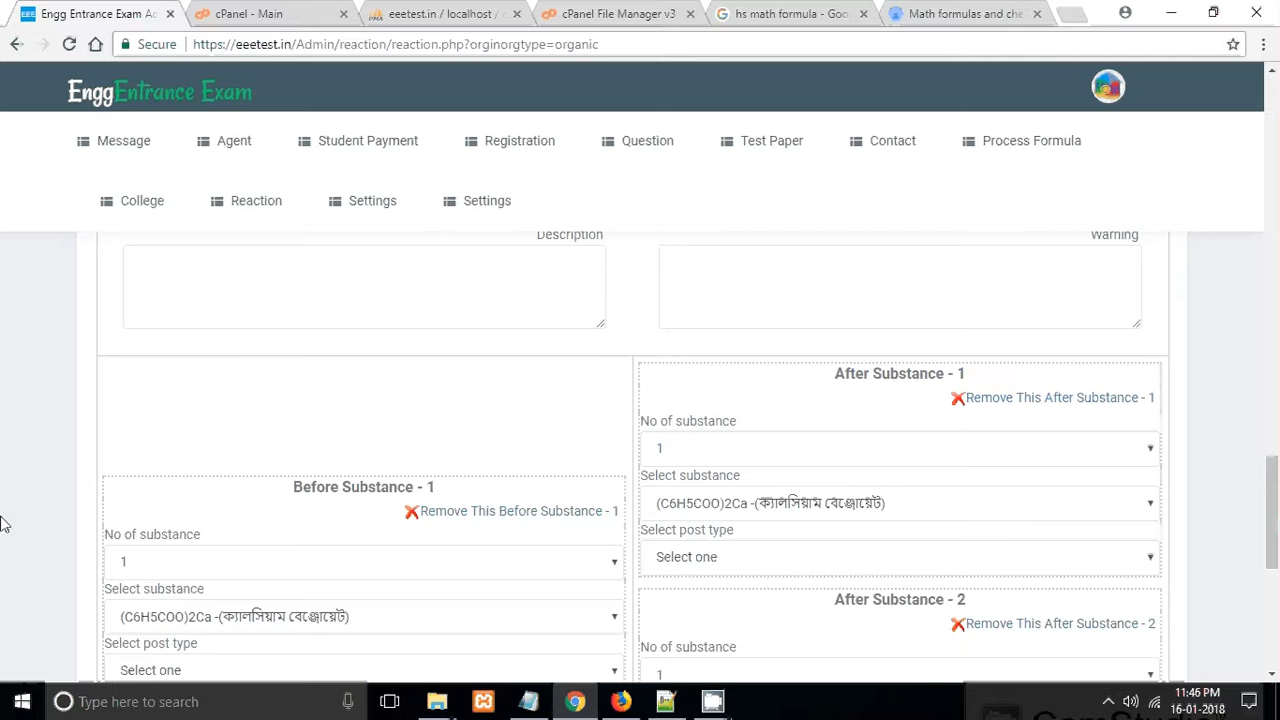 Engg Entrance Exam Ac
cPanel - Main
eeetest.in / localhost /
cPanel File Manager v3
hs math formula - Goo
Math formulas and che
Secure https://eeetest.in/Admin/reaction/reaction.php?orginorgtype=organic
EnggEntrance Exam
Message
Agent
Student Payment
Registration
Question
Test Paper
Contact
Process Formula
College
Reaction
Settings
Settings
Description
Warning
After Substance - 1
Remove This After Substance - 1
No of substance
1
Select substance
(C6H5COO)2Ca -(ক্যালসিয়াম বেঞ্জোয়েট)
Select post type
Select one
Before Substance - 1
Remove This Before Substance - 1
No of substance
1
Select substance
(C6H5COO)2Ca -(ক্যালসিয়াম বেঞ্জোয়েট)
Select post type
Select one
After Substance - 2
Remove This After Substance - 2
No of substance
1
Type here to search
11:46 PM
16-01-2018